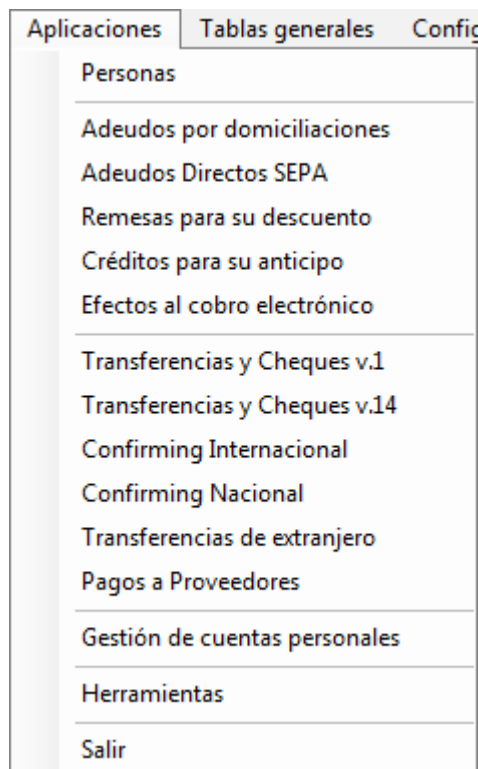 Aplicaciones Tablas generales Config
Personas
Adeudos por domiciliaciones
Adeudos Directos SEPA
Remesas para su descuento
Créditos para su anticipo
Efectos al cobro electrónico
Transferencias y Cheques v.1
Transferencias y Cheques v.14
Confirming Internacional
Confirming Nacional
Transferencias de extranjero
Pagos a Proveedores
Gestión de cuentas personales
Herramientas
Salir